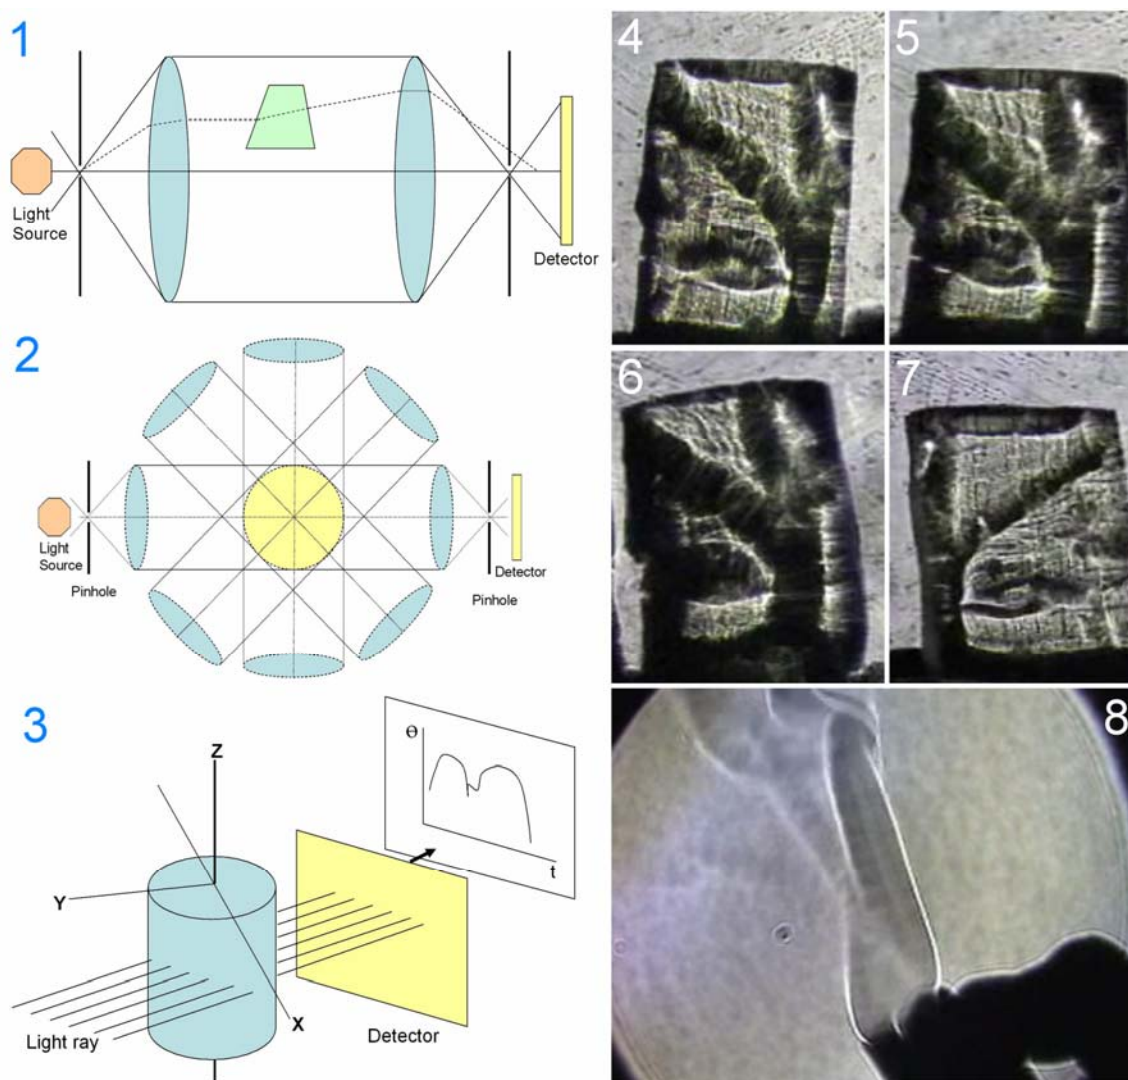 1
Light
Source
Detector
2
Light
Source
Pinhole
Pinhole
Detector
3
Z
Y
X
Light ray
Detector
Θ
t
4
5
6
7
8